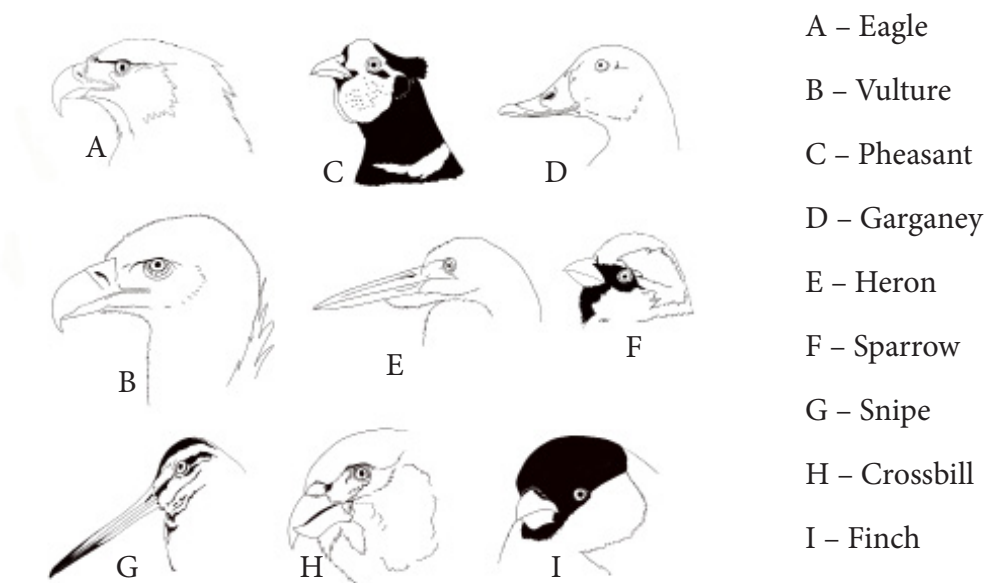 A
C
D
B
E
F
G
H
I
A – Eagle
B – Vulture
C – Pheasant
D – Garganey
E – Heron
F – Sparrow
G – Snipe
H – Crossbill
I – Finch